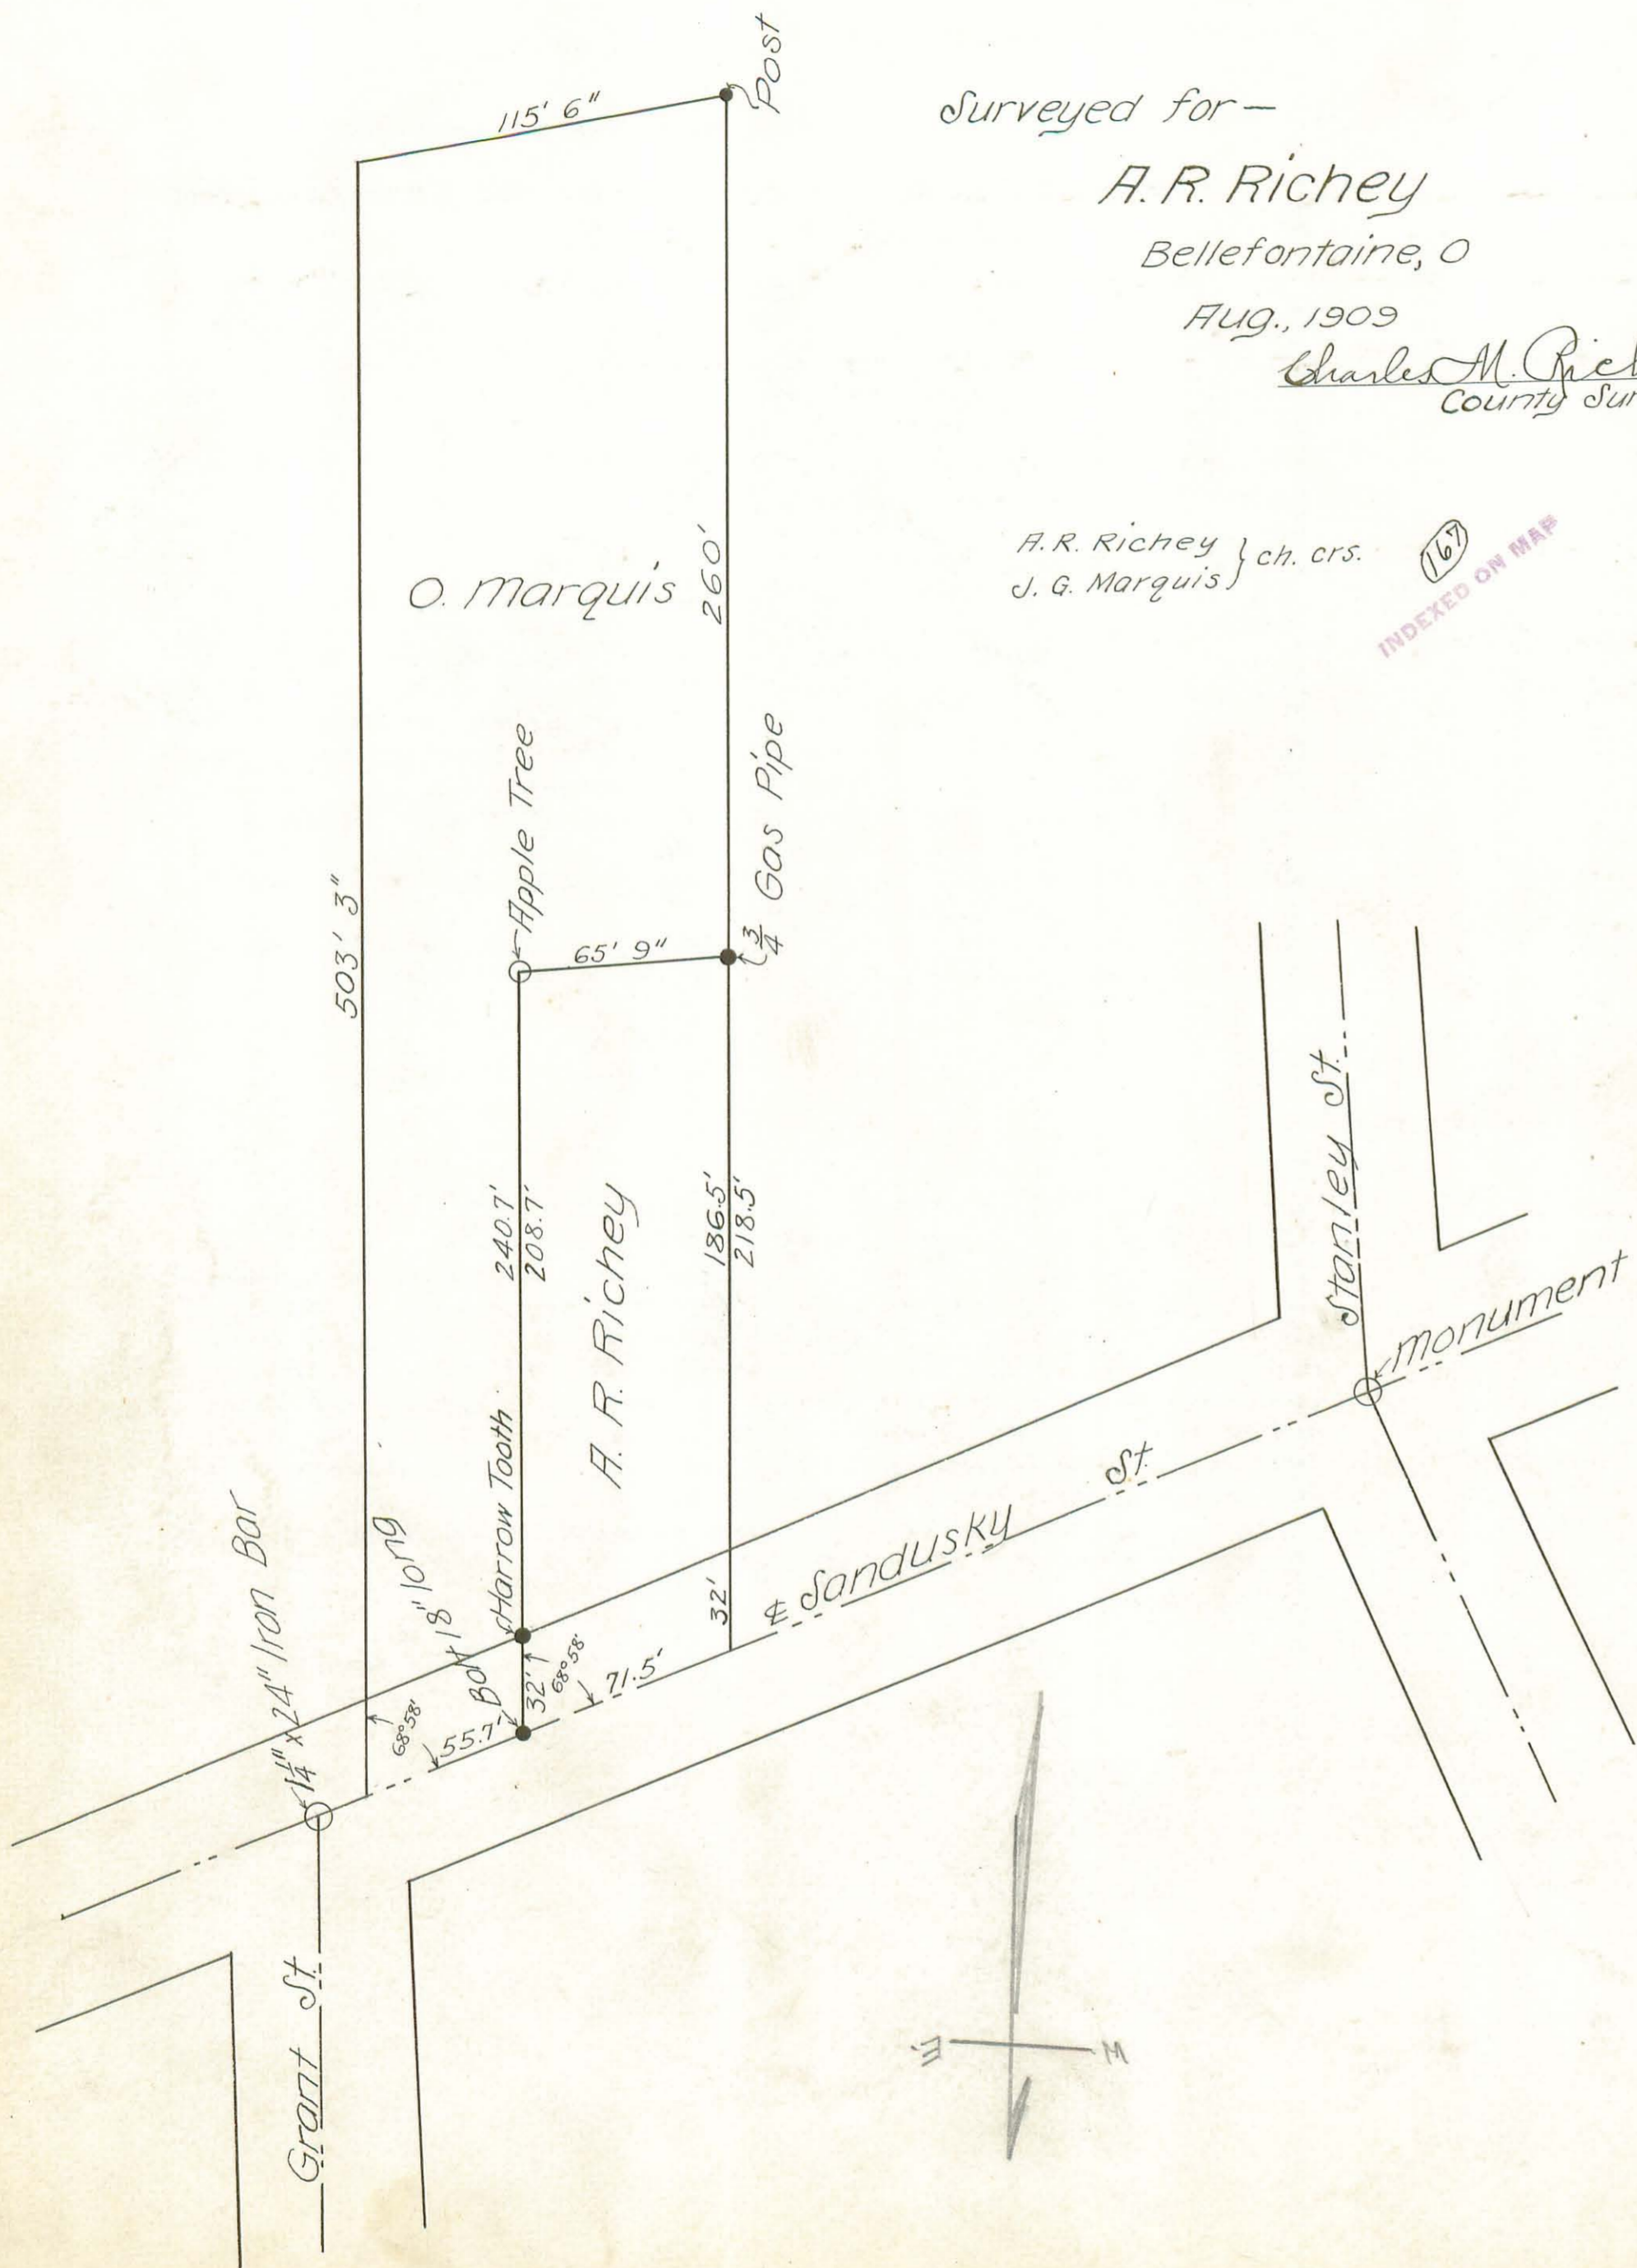 Post
115' 6"
Surveyed for —
A. R. Richey
Bellefontaine, O
Aug., 1909
Charles M.
County
A. R. Richey } ch. crs.
J. G. Marquis
167
INDEXED ON MAP
O. Marquis
260'
Apple Tree
3/4 Gas Pipe
65' 9"
503' 3"
240.7'
208.7'
186.5'
218.5'
A. R. Richey
Stanley St.
Monument
Harrow Tooth
Bolt 18" long
1 1/4" x 24" Iron Bar
32'
68°58'
71.5'
32'
68°58'
55.7'
℄ Sandusky St.
Grant St.
E.
W